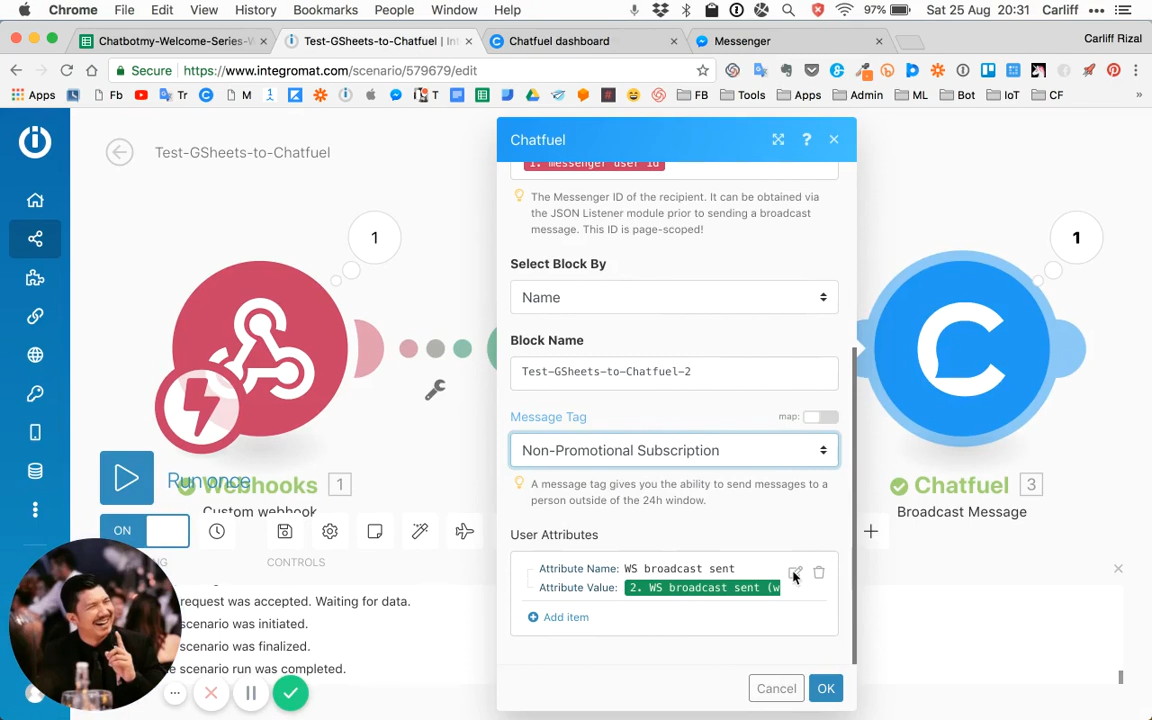 Chrome File Edit View History Bookmarks People Window Help 97% Sat 25 Aug 20:31 Carliff
Chatbotmy-Welcome-Series-W
Test-GSheets-to-Chatfuel | Int
Chatfuel dashboard
Messenger
Carliff Rizal
Secure https://www.integromat.com/scenario/579679/edit
Apps Fb Tr M T FB Tools Apps Admin ML Bot IoT CF »
Test-GSheets-to-Chatfuel
Chatfuel
1. messenger user id
The Messenger ID of the recipient. It can be obtained via
the JSON Listener module prior to sending a broadcast
message. This ID is page-scoped!
1
1
Select Block By
Name
Block Name
Test-GSheets-to-Chatfuel-2
Message Tag
map:
Non-Promotional Subscription
A message tag gives you the ability to send messages to a
person outside of the 24h window.
Run once
Webhooks 1
Custom webhook
Chatfuel 3
Broadcast Message
ON
CONTROLS
User Attributes
Attribute Name: WS broadcast sent
Attribute Value: 2. WS broadcast sent (w
Add item
request was accepted. Waiting for data.
scenario was initiated.
scenario was finalized.
scenario run was completed.
Cancel
OK